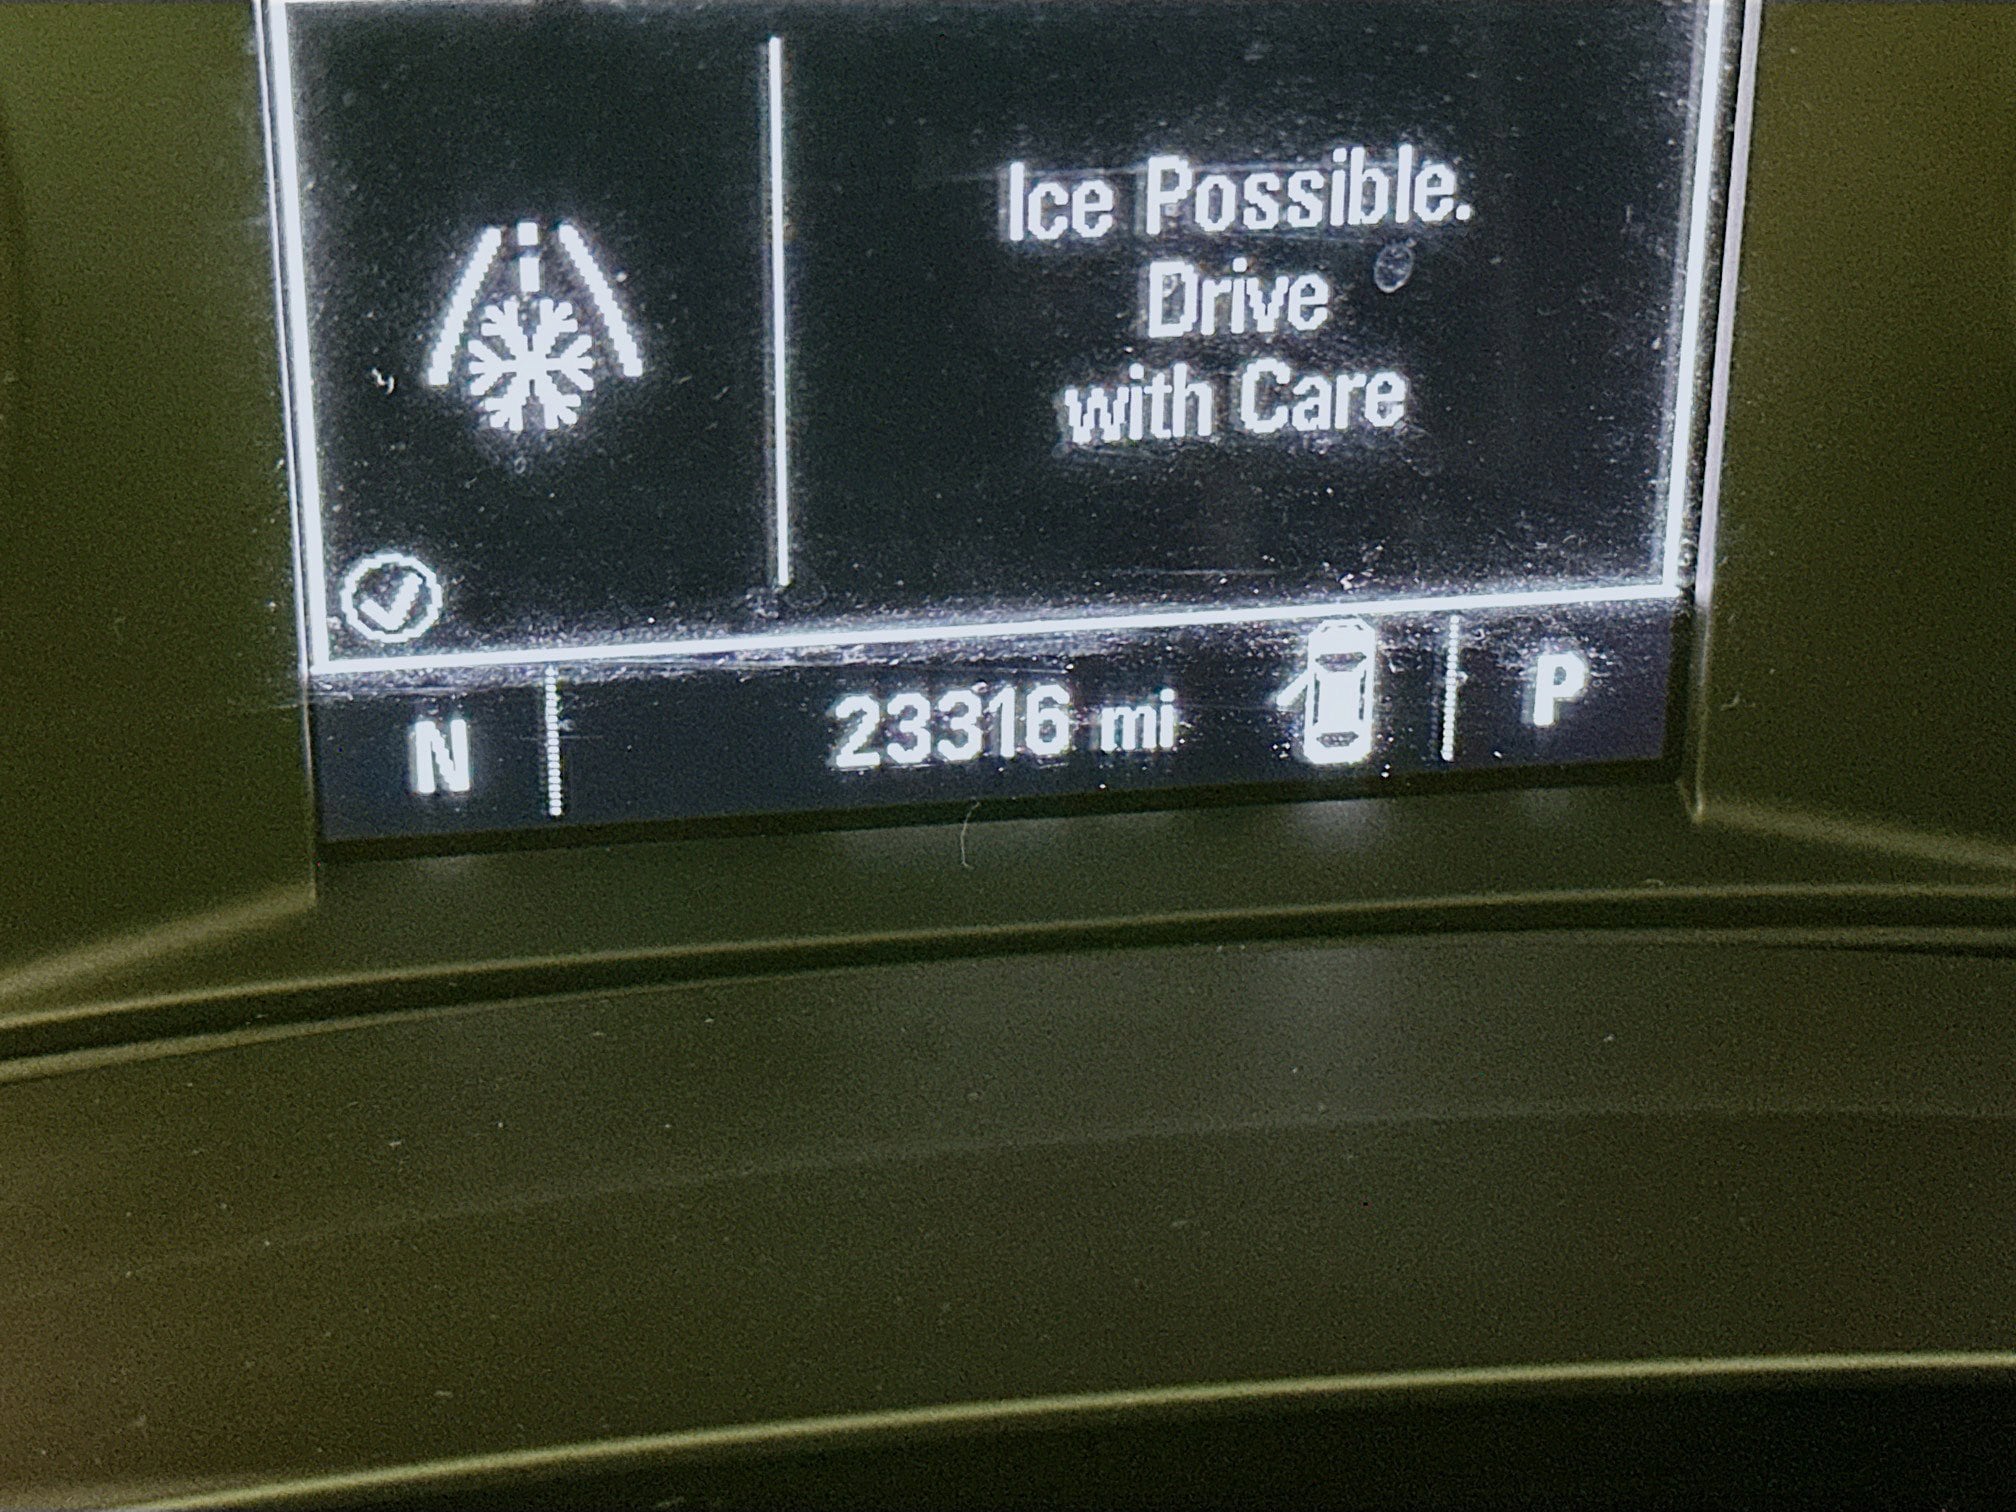 Ice Possible.
Drive
with Care
N 23316 mi P